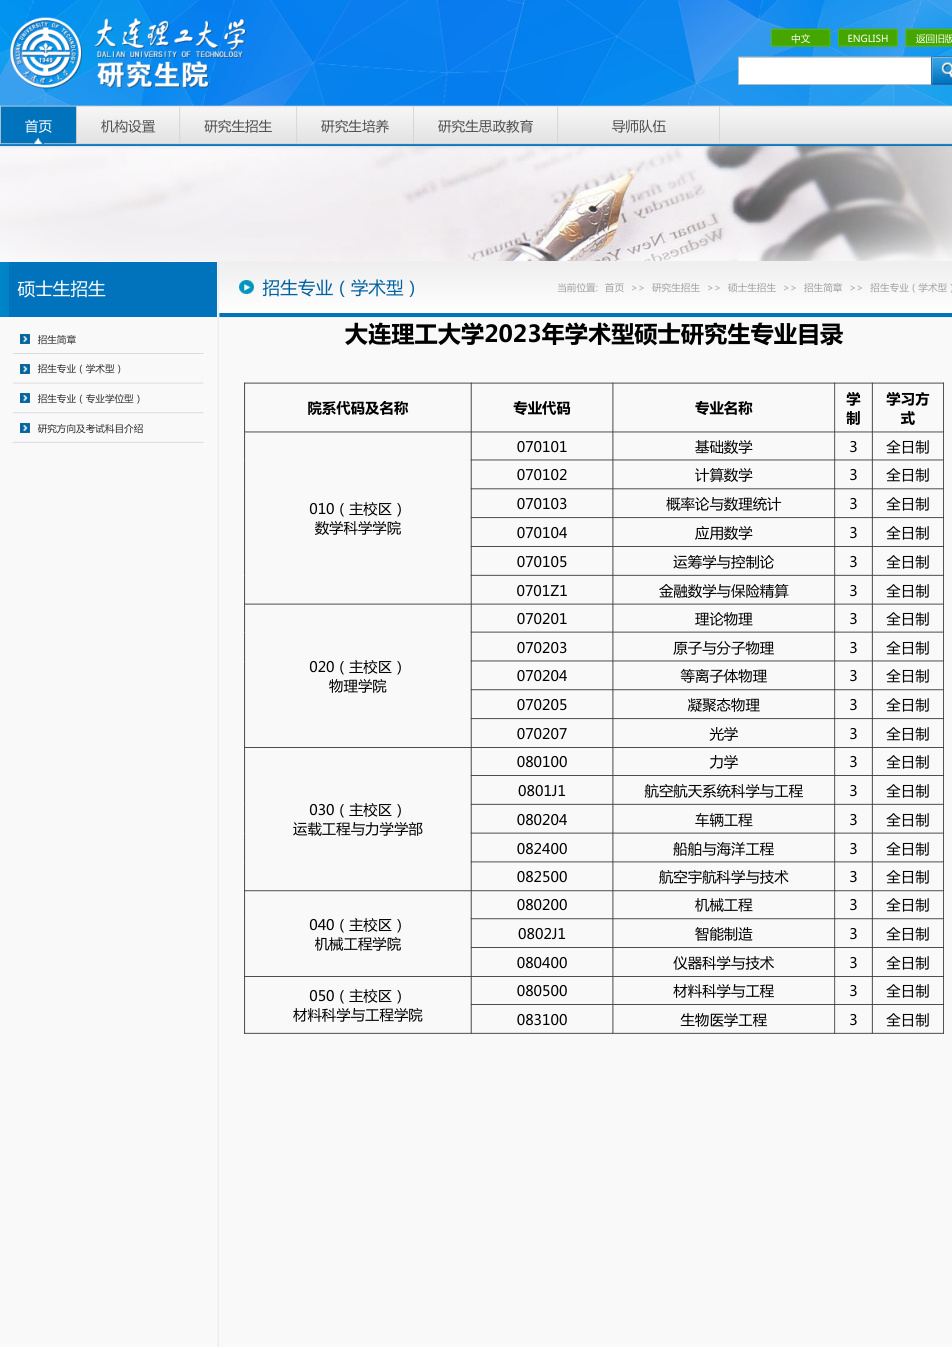 大连理工大学
DALIAN UNIVERSITY OF TECHNOLOGY
研究生院
中文 ENGLISH 返回旧版
首页 机构设置 研究生招生 研究生培养 研究生思政教育 导师队伍
硕士生招生
招生专业（学术型）
当前位置: 首页 >> 研究生招生 >> 硕士生招生 >> 招生简章 >> 招生专业（学术型）
招生简章
招生专业（学术型）
招生专业（专业学位型）
研究方向及考试科目介绍
大连理工大学2023年学术型硕士研究生专业目录
院系代码及名称 专业代码 专业名称 学制 学习方式
010（主校区）
数学科学学院
070101 基础数学 3 全日制
070102 计算数学 3 全日制
070103 概率论与数理统计 3 全日制
070104 应用数学 3 全日制
070105 运筹学与控制论 3 全日制
0701Z1 金融数学与保险精算 3 全日制
020（主校区）
物理学院
070201 理论物理 3 全日制
070203 原子与分子物理 3 全日制
070204 等离子体物理 3 全日制
070205 凝聚态物理 3 全日制
070207 光学 3 全日制
030（主校区）
运载工程与力学学部
080100 力学 3 全日制
0801J1 航空航天系统科学与工程 3 全日制
080204 车辆工程 3 全日制
082400 船舶与海洋工程 3 全日制
082500 航空宇航科学与技术 3 全日制
040（主校区）
机械工程学院
080200 机械工程 3 全日制
0802J1 智能制造 3 全日制
080400 仪器科学与技术 3 全日制
050（主校区）
材料科学与工程学院
080500 材料科学与工程 3 全日制
083100 生物医学工程 3 全日制